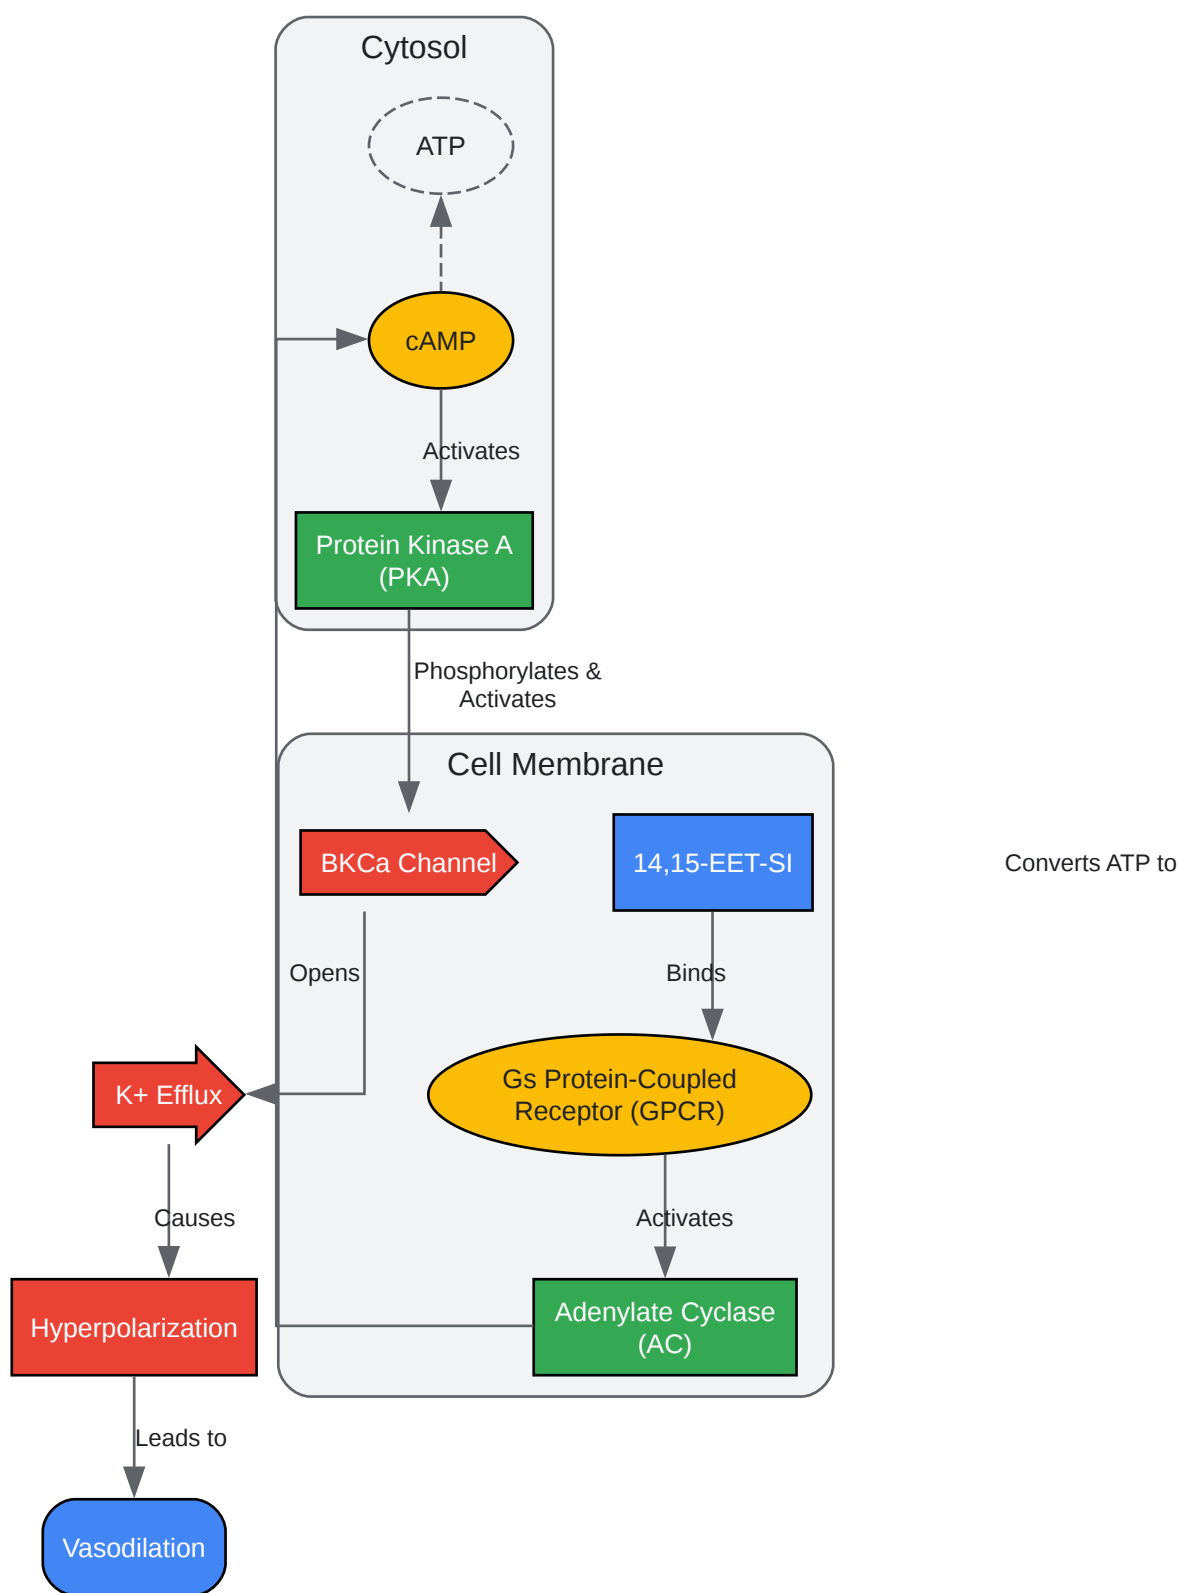 Cytosol
ATP
cAMP
Activates
Protein Kinase A
(PKA)
Phosphorylates &
Activates
Cell Membrane
BKCa Channel
14,15-EET-SI
Converts ATP to
Opens
Binds
K+ Efflux
Gs Protein-Coupled
Receptor (GPCR)
Causes
Activates
Hyperpolarization
Adenylate Cyclase
(AC)
Leads to
Vasodilation